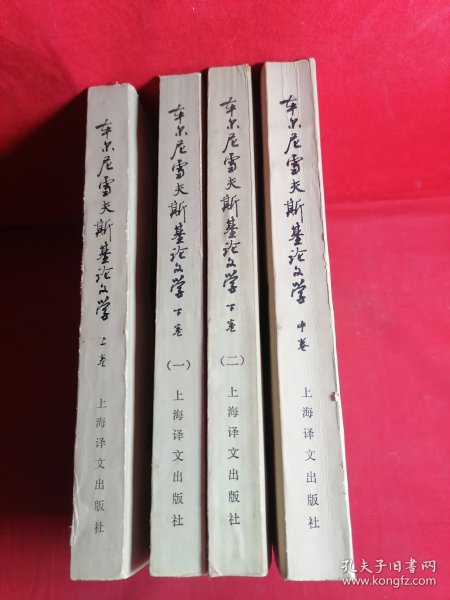 车尔尼雪夫斯基论文学 上卷
上海译文出版社
车尔尼雪夫斯基论文学 下卷
(一)
上海译文出版社
车尔尼雪夫斯基论文学 下卷
(二)
上海译文出版社
车尔尼雪夫斯基论文学 中卷
上海译文出版社
孔夫子旧书网
www.kongfz.com